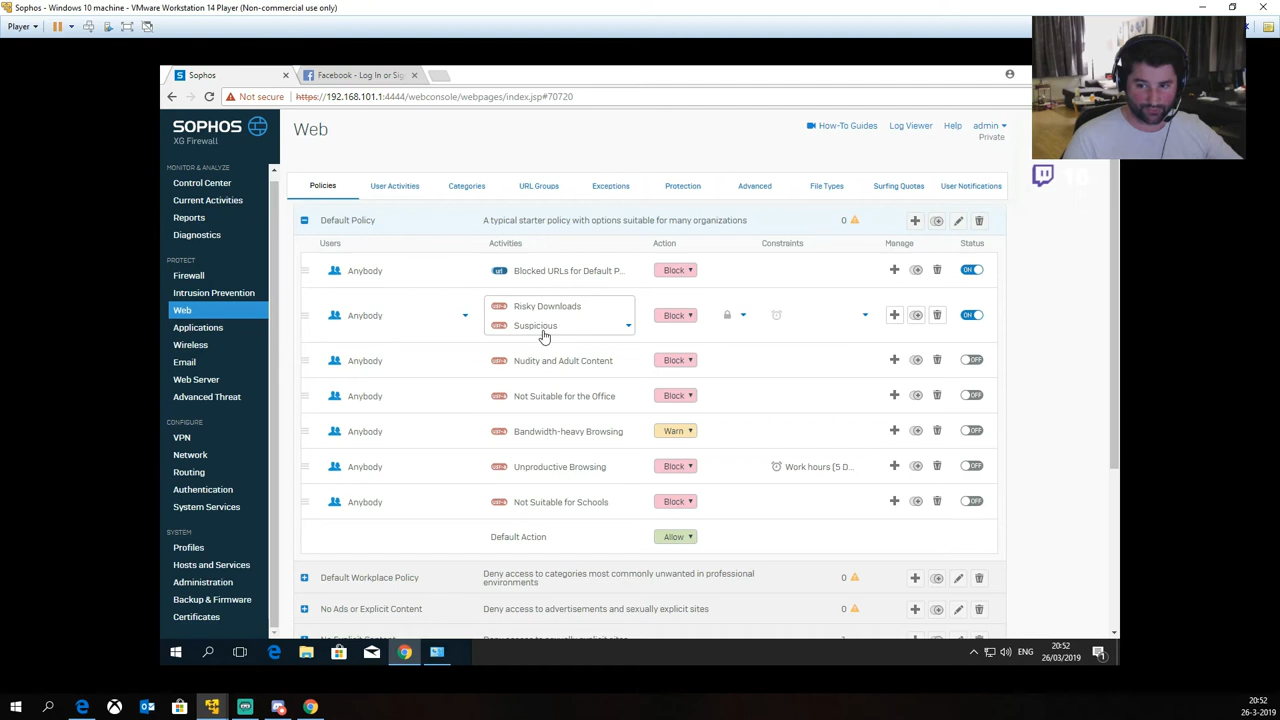 Sophos - Windows 10 machine - VMware Workstation 14 Player (Non-commercial use only)
Player
Sophos
Facebook - Log In or Sig
Not secure https://192.168.101.1:4444/webconsole/webpages/index.jsp#70720
SOPHOS
XG Firewall
Web
How-To Guides Log Viewer Help admin
Private
10
MONITOR & ANALYZE
Control Center
Current Activities
Reports
Diagnostics
PROTECT
Firewall
Intrusion Prevention
Web
Applications
Wireless
Email
Web Server
Advanced Threat
CONFIGURE
VPN
Network
Routing
Authentication
System Services
SYSTEM
Profiles
Hosts and Services
Administration
Backup & Firmware
Certificates
Policies User Activities Categories URL Groups Exceptions Protection Advanced File Types Surfing Quotas User Notifications
Default Policy A typical starter policy with options suitable for many organizations 0
Users Activities Action Constraints Manage Status
Anybody url Blocked URLs for Default P... Block ON
Anybody Risky Downloads Block ON
Suspicious
Anybody Nudity and Adult Content Block OFF
Anybody Not Suitable for the Office Block OFF
Anybody Bandwidth-heavy Browsing Warn OFF
Anybody Unproductive Browsing Block Work hours (5 D... OFF
Anybody Not Suitable for Schools Block OFF
Default Action Allow
Default Workplace Policy Deny access to categories most commonly unwanted in professional environments 0
No Ads or Explicit Content Deny access to advertisements and sexually explicit sites 0
20:52
ENG
26/03/2019
20:52
26-3-2019